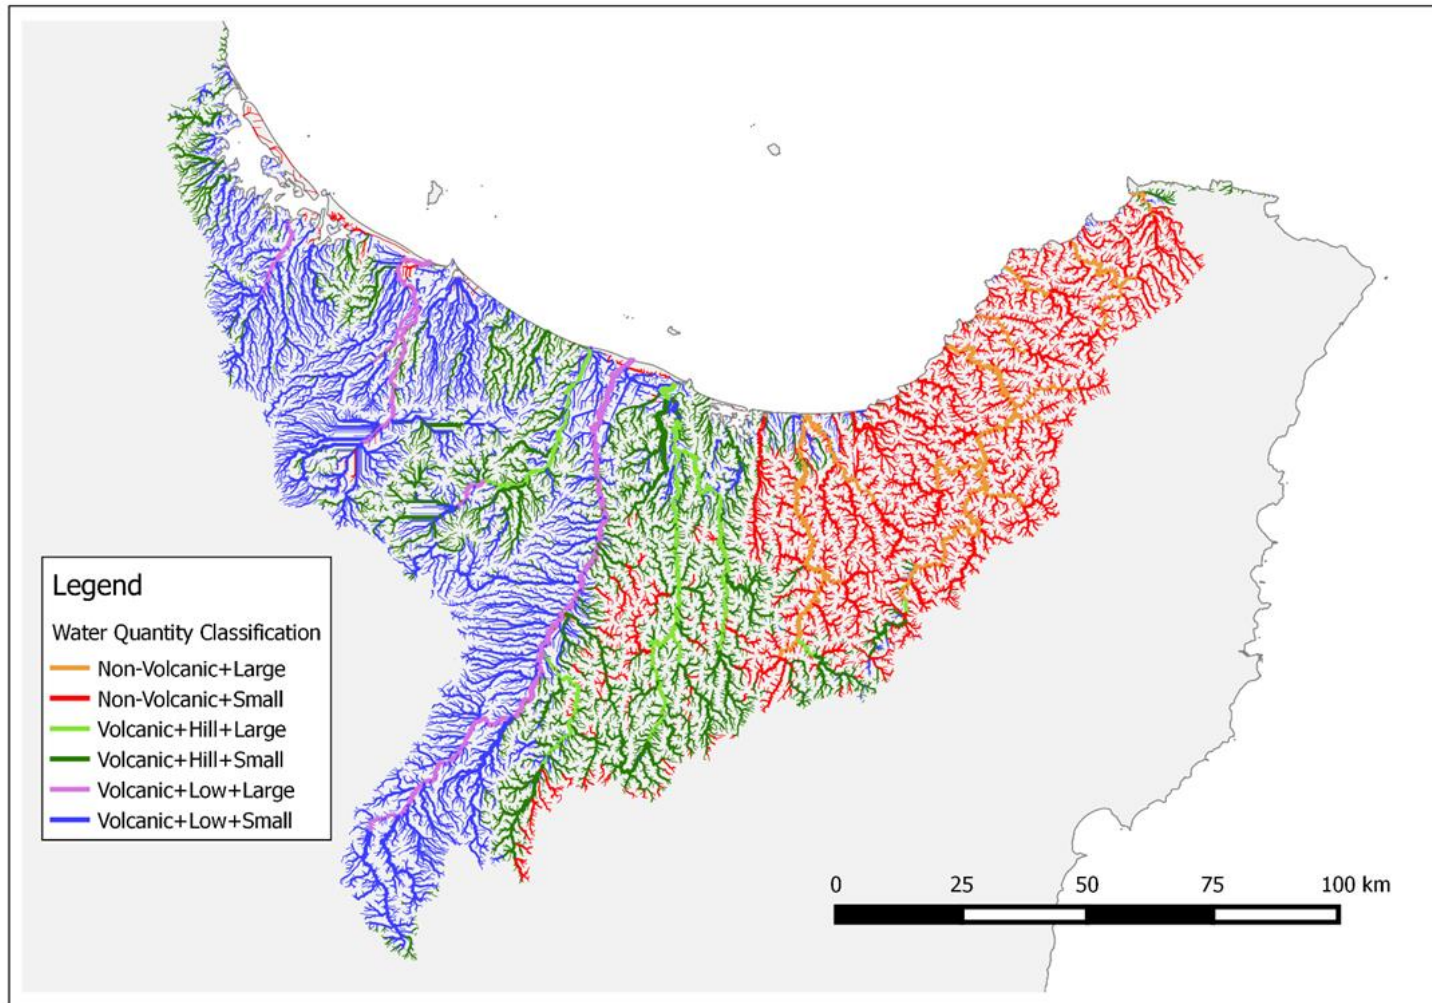 Legend
Water Quantity Classification
Non-Volcanic+Large
Non-Volcanic+Small
Volcanic+Hill+Large
Volcanic+Hill+Small
Volcanic+Low+Large
Volcanic+Low+Small
0 25 50 75 100 km